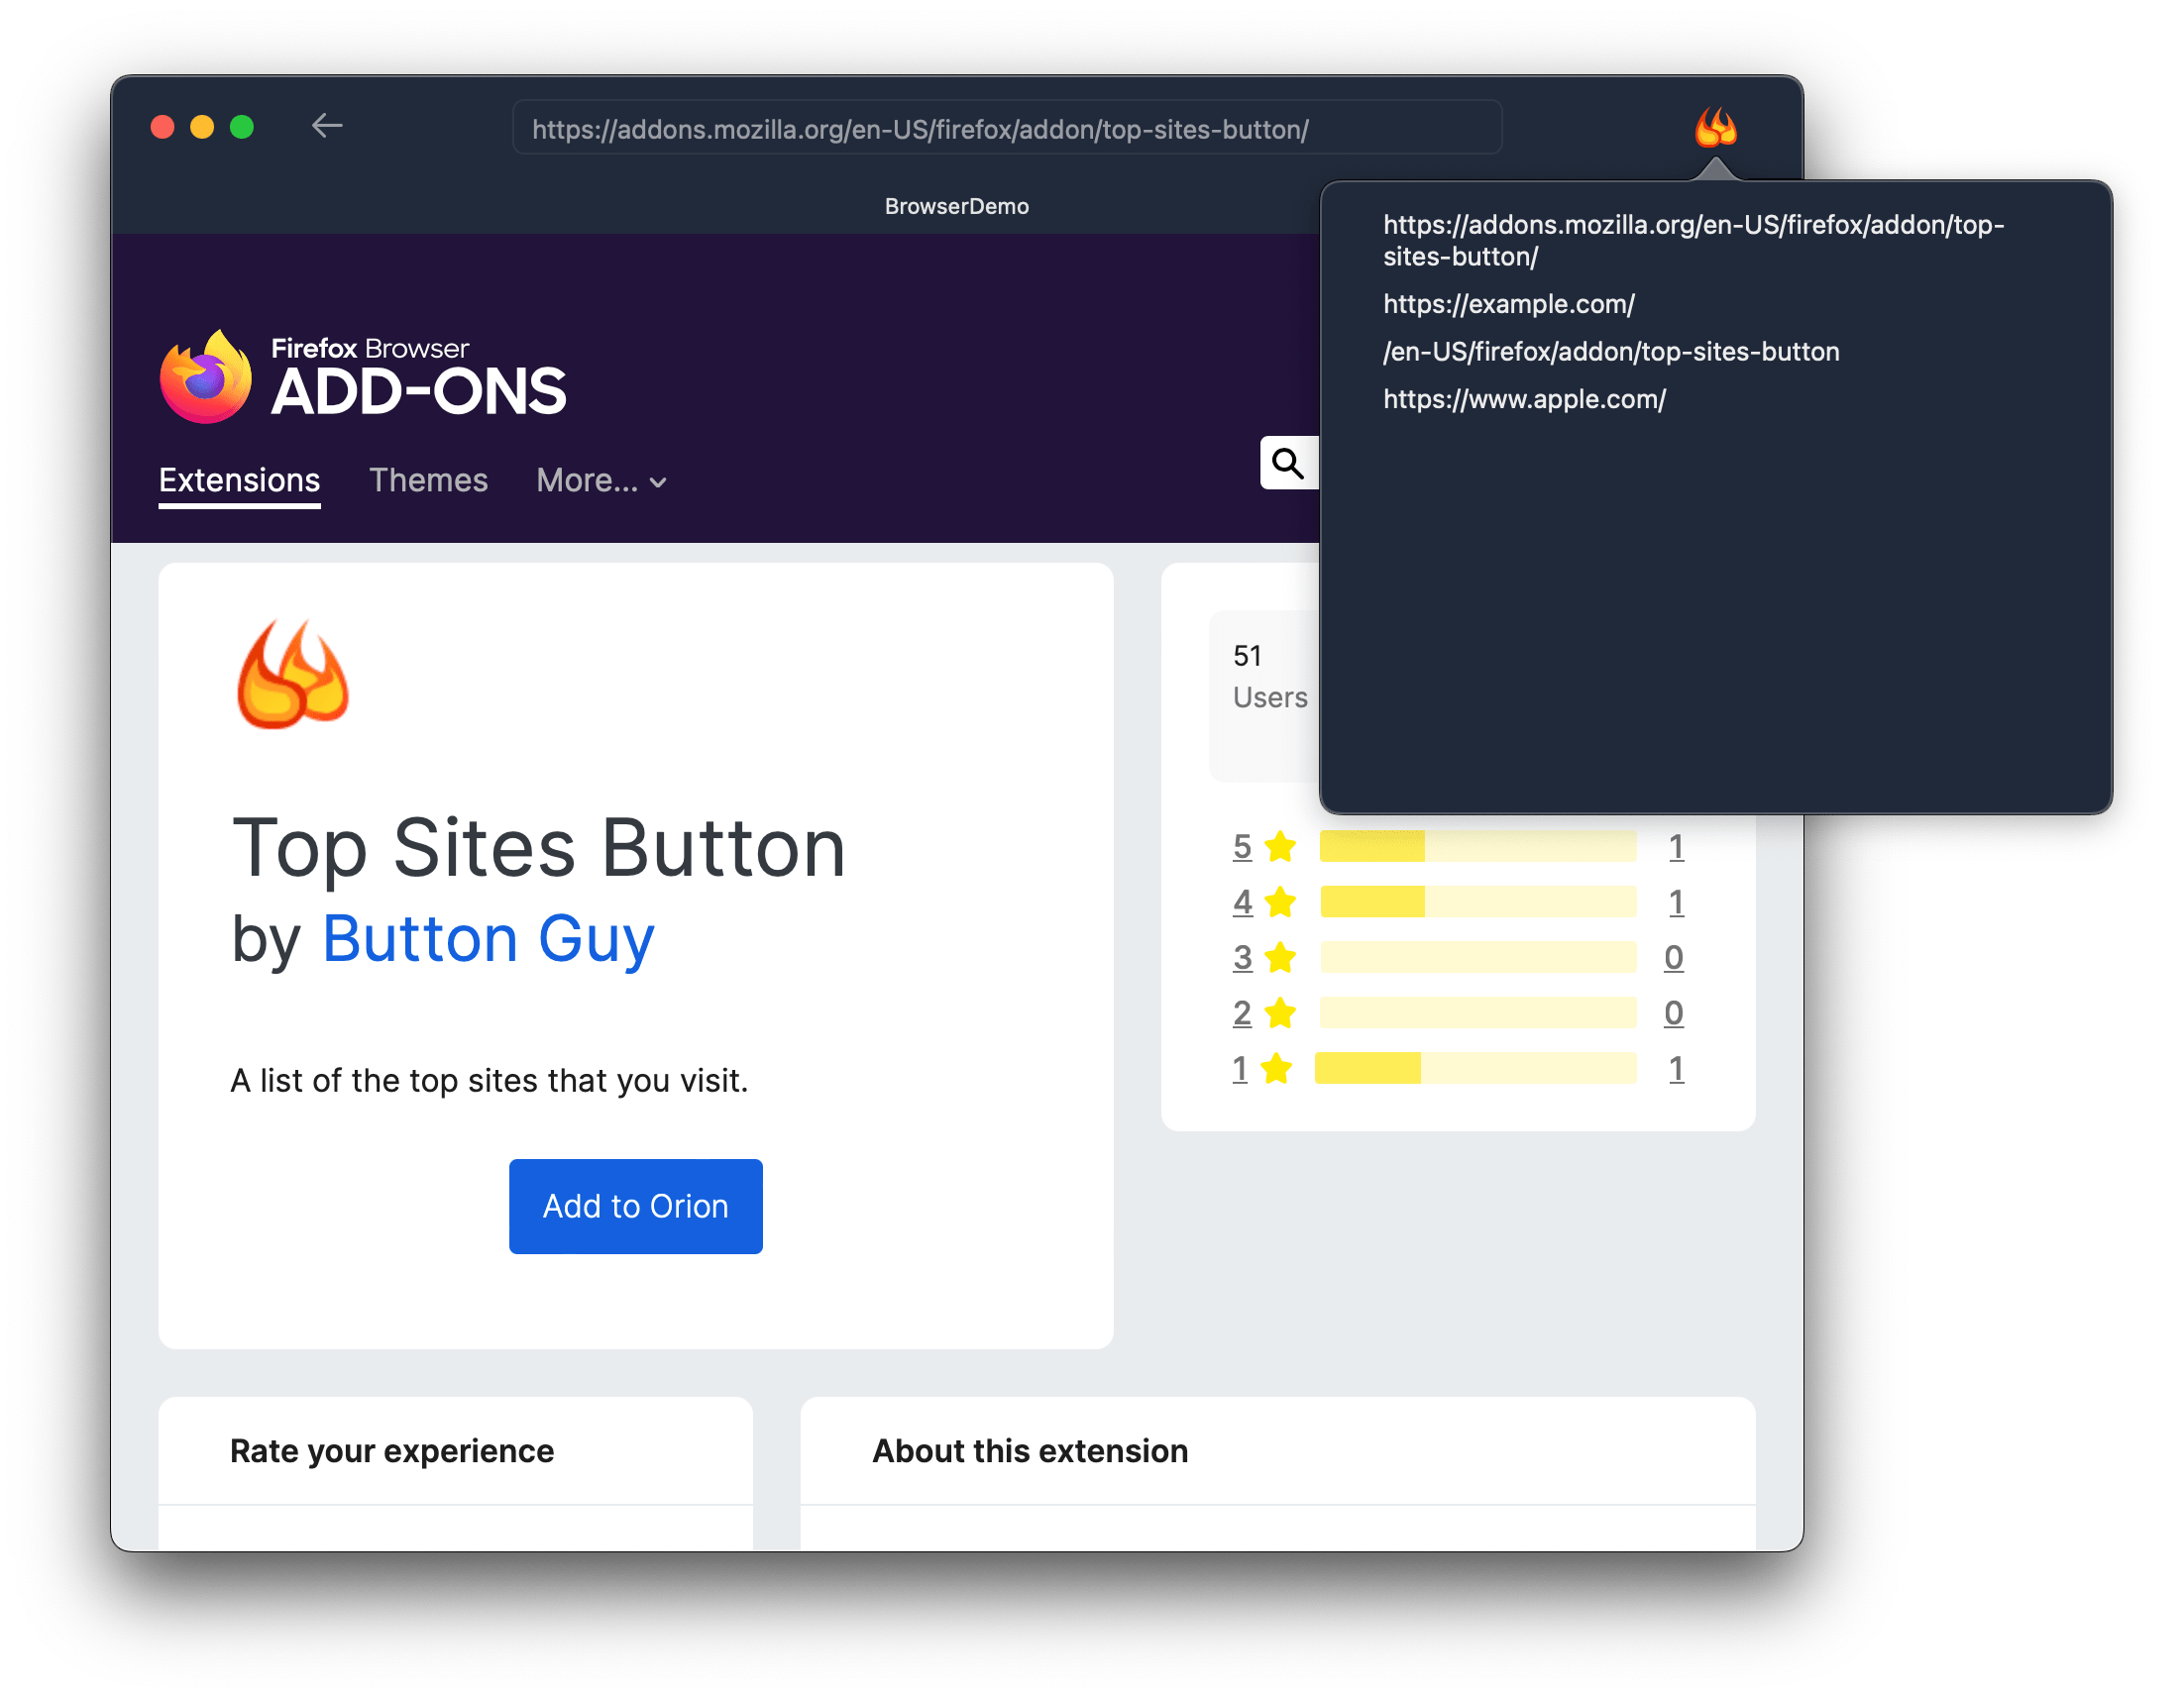 https://addons.mozilla.org/en-US/firefox/addon/top-sites-button/
BrowserDemo
https://addons.mozilla.org/en-US/firefox/addon/top-
sites-button/
https://example.com/
/en-US/firefox/addon/top-sites-button
https://www.apple.com/
Firefox Browser
ADD-ONS
Extensions Themes More...
Top Sites Button
by Button Guy
A list of the top sites that you visit.
Add to Orion
51
Users
5 1
4 1
3 0
2 0
1 1
Rate your experience
About this extension